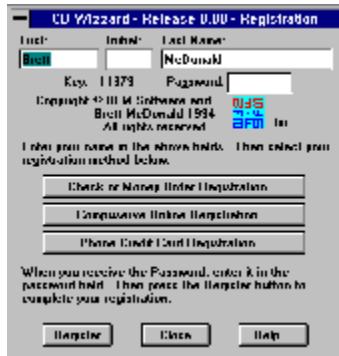 CD Wizzard - Release 0.00 - Registration
First: Initial: Last Name:
Brett McDonald
Key: 11379 Password:
Copyright © Software and
Brett McDonald 1994
All rights reserved
Enter your name in the above fields. Then select your
registration method below.
Check or Money Order Registration
Compuserve Online Registration
Phone Credit Card Registration
When you receive the Password, enter it in the
password field. Then press the Register button to
complete your registration.
Register Close Help